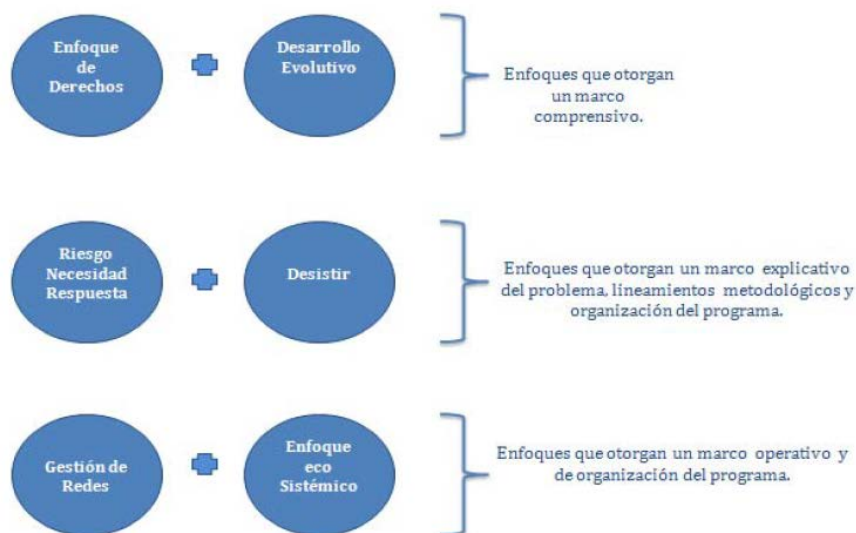 Enfoque
de
Derechos
Desarrollo
Evolutivo
Enfoques que otorgan
un marco
comprensivo.
Riesgo
Necesidad
Respuesta
Desistir
Enfoques que otorgan un marco explicativo
del problema, lineamientos metodológicos y
organización del programa.
Gestión de
Redes
Enfoque
eco
Sistémico
Enfoques que otorgan un marco operativo y
de organización del programa.